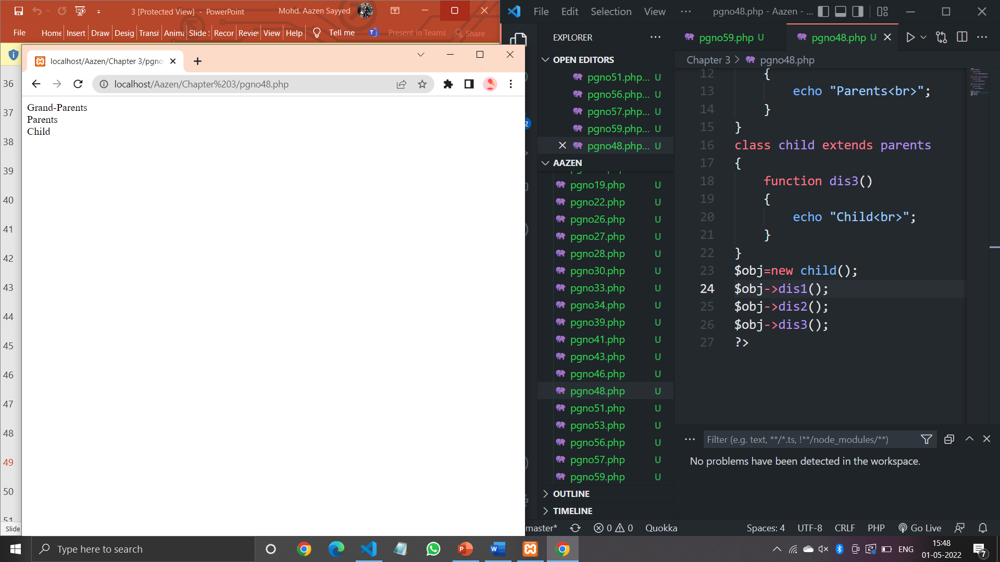 3 [Protected View] - PowerPoint
Mohd. Aazen Sayyed
File
Home
Insert
Draw
Desig
Transi
Anima
Slide
Recor
Review
View
Help
Tell me
Present in Teams
Share
localhost/Aazen/Chapter 3/pgno
localhost/Aazen/Chapter%203/pgno48.php
Grand-Parents
Parents
Child
36
37
38
39
40
41
42
43
44
45
46
47
48
49
50
51
Slide
File Edit Selection View ...
pgno48.php - Aazen - ...
EXPLORER
OPEN EDITORS
pgno51.php... U
pgno56.php... U
pgno57.php... U
pgno59.php... U
pgno48.php... U
AAZEN
pgno19.php U
pgno22.php U
pgno26.php U
pgno27.php U
pgno28.php U
pgno30.php U
pgno33.php U
pgno34.php U
pgno39.php U
pgno41.php U
pgno43.php U
pgno46.php U
pgno48.php U
pgno51.php U
pgno53.php U
pgno56.php U
pgno57.php U
pgno59.php U
OUTLINE
TIMELINE
pgno59.php U
pgno48.php U
Chapter 3 > pgno48.php
12 {
13 echo "Parents<br>";
14 }
15 }
16 class child extends parents
17 {
18 function dis3()
19 {
20 echo "Child<br>";
21 }
22 }
23 $obj=new child();
24 $obj->dis1();
25 $obj->dis2();
26 $obj->dis3();
27 ?>
Filter (e.g. text, **/*.ts, !**/node_modules/**)
No problems have been detected in the workspace.
master* 0 0 Quokka
Spaces: 4 UTF-8 CRLF PHP Go Live
Type here to search
ENG
15:48
01-05-2022
7